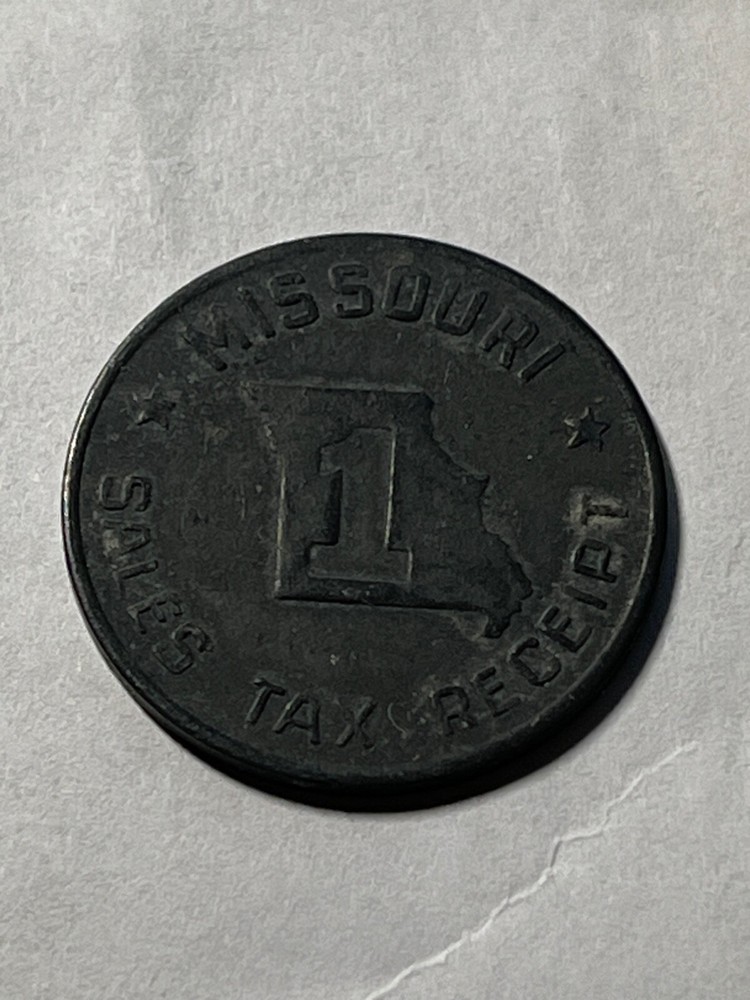 MISSOURI
1
SALES TAX RECEIPT